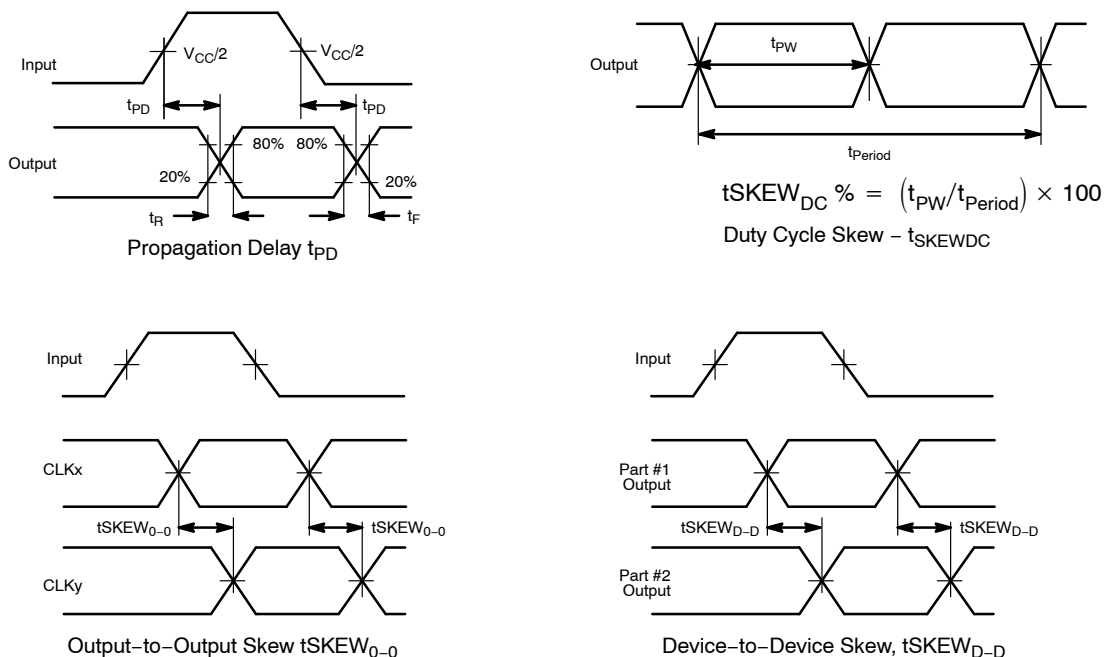 Input
V_CC/2
V_CC/2
t_PD
t_PD
Output
80%
80%
20%
20%
t_R
t_F
Propagation Delay t_PD
Output
t_PW
t_Period
tSKEW_DC % = (t_PW/t_Period) × 100
Duty Cycle Skew – t_SKEWDC
Input
CLKx
tSKEW_0–0
tSKEW_0–0
CLKy
Output–to–Output Skew tSKEW_0–0
Input
Part #1
Output
tSKEW_D–D
tSKEW_D–D
Part #2
Output
Device–to–Device Skew, tSKEW_D–D